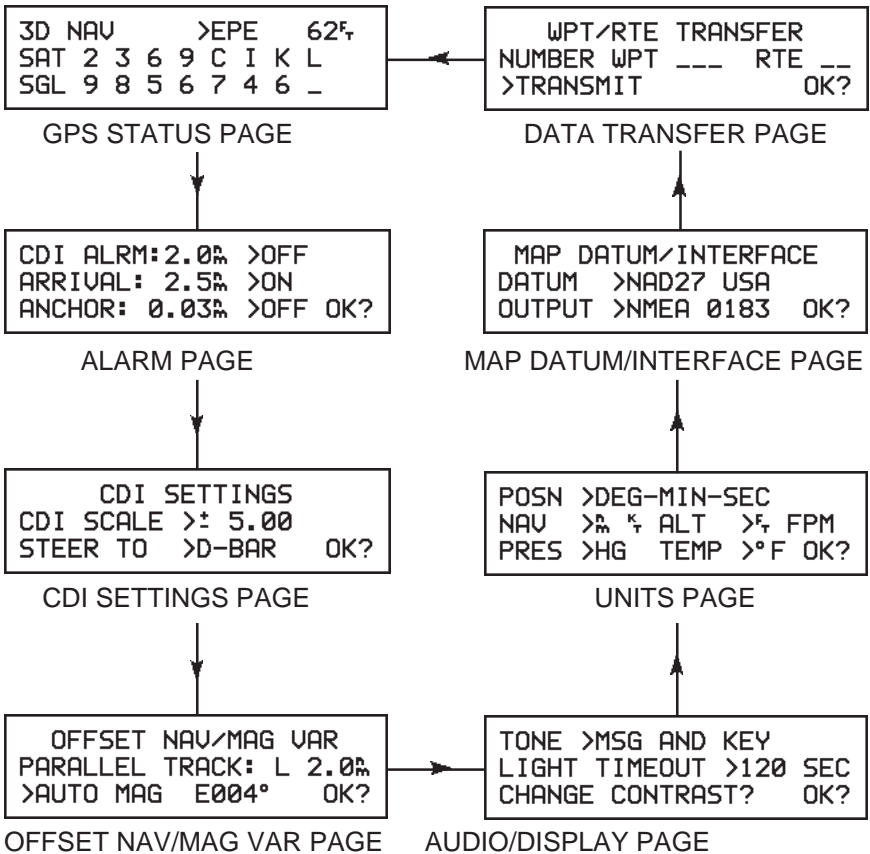 3D NAV >EPE 62FT
SAT 2 3 6 9 C I K L
SGL 9 8 5 6 7 4 6 _
GPS STATUS PAGE
WPT/RTE TRANSFER
NUMBER WPT ___ RTE __
>TRANSMIT OK?
DATA TRANSFER PAGE
CDI ALRM:2.0nm >OFF
ARRIVAL: 2.5nm >ON
ANCHOR: 0.03nm >OFF OK?
ALARM PAGE
MAP DATUM/INTERFACE
DATUM >NAD27 USA
OUTPUT >NMEA 0183 OK?
MAP DATUM/INTERFACE PAGE
CDI SETTINGS
CDI SCALE >± 5.00
STEER TO >D-BAR OK?
CDI SETTINGS PAGE
POSN >DEG-MIN-SEC
NAV >nm KT ALT >FT FPM
PRES >HG TEMP >°F OK?
UNITS PAGE
OFFSET NAV/MAG VAR
PARALLEL TRACK: L 2.0nm
>AUTO MAG E004° OK?
OFFSET NAV/MAG VAR PAGE
TONE >MSG AND KEY
LIGHT TIMEOUT >120 SEC
CHANGE CONTRAST? OK?
AUDIO/DISPLAY PAGE